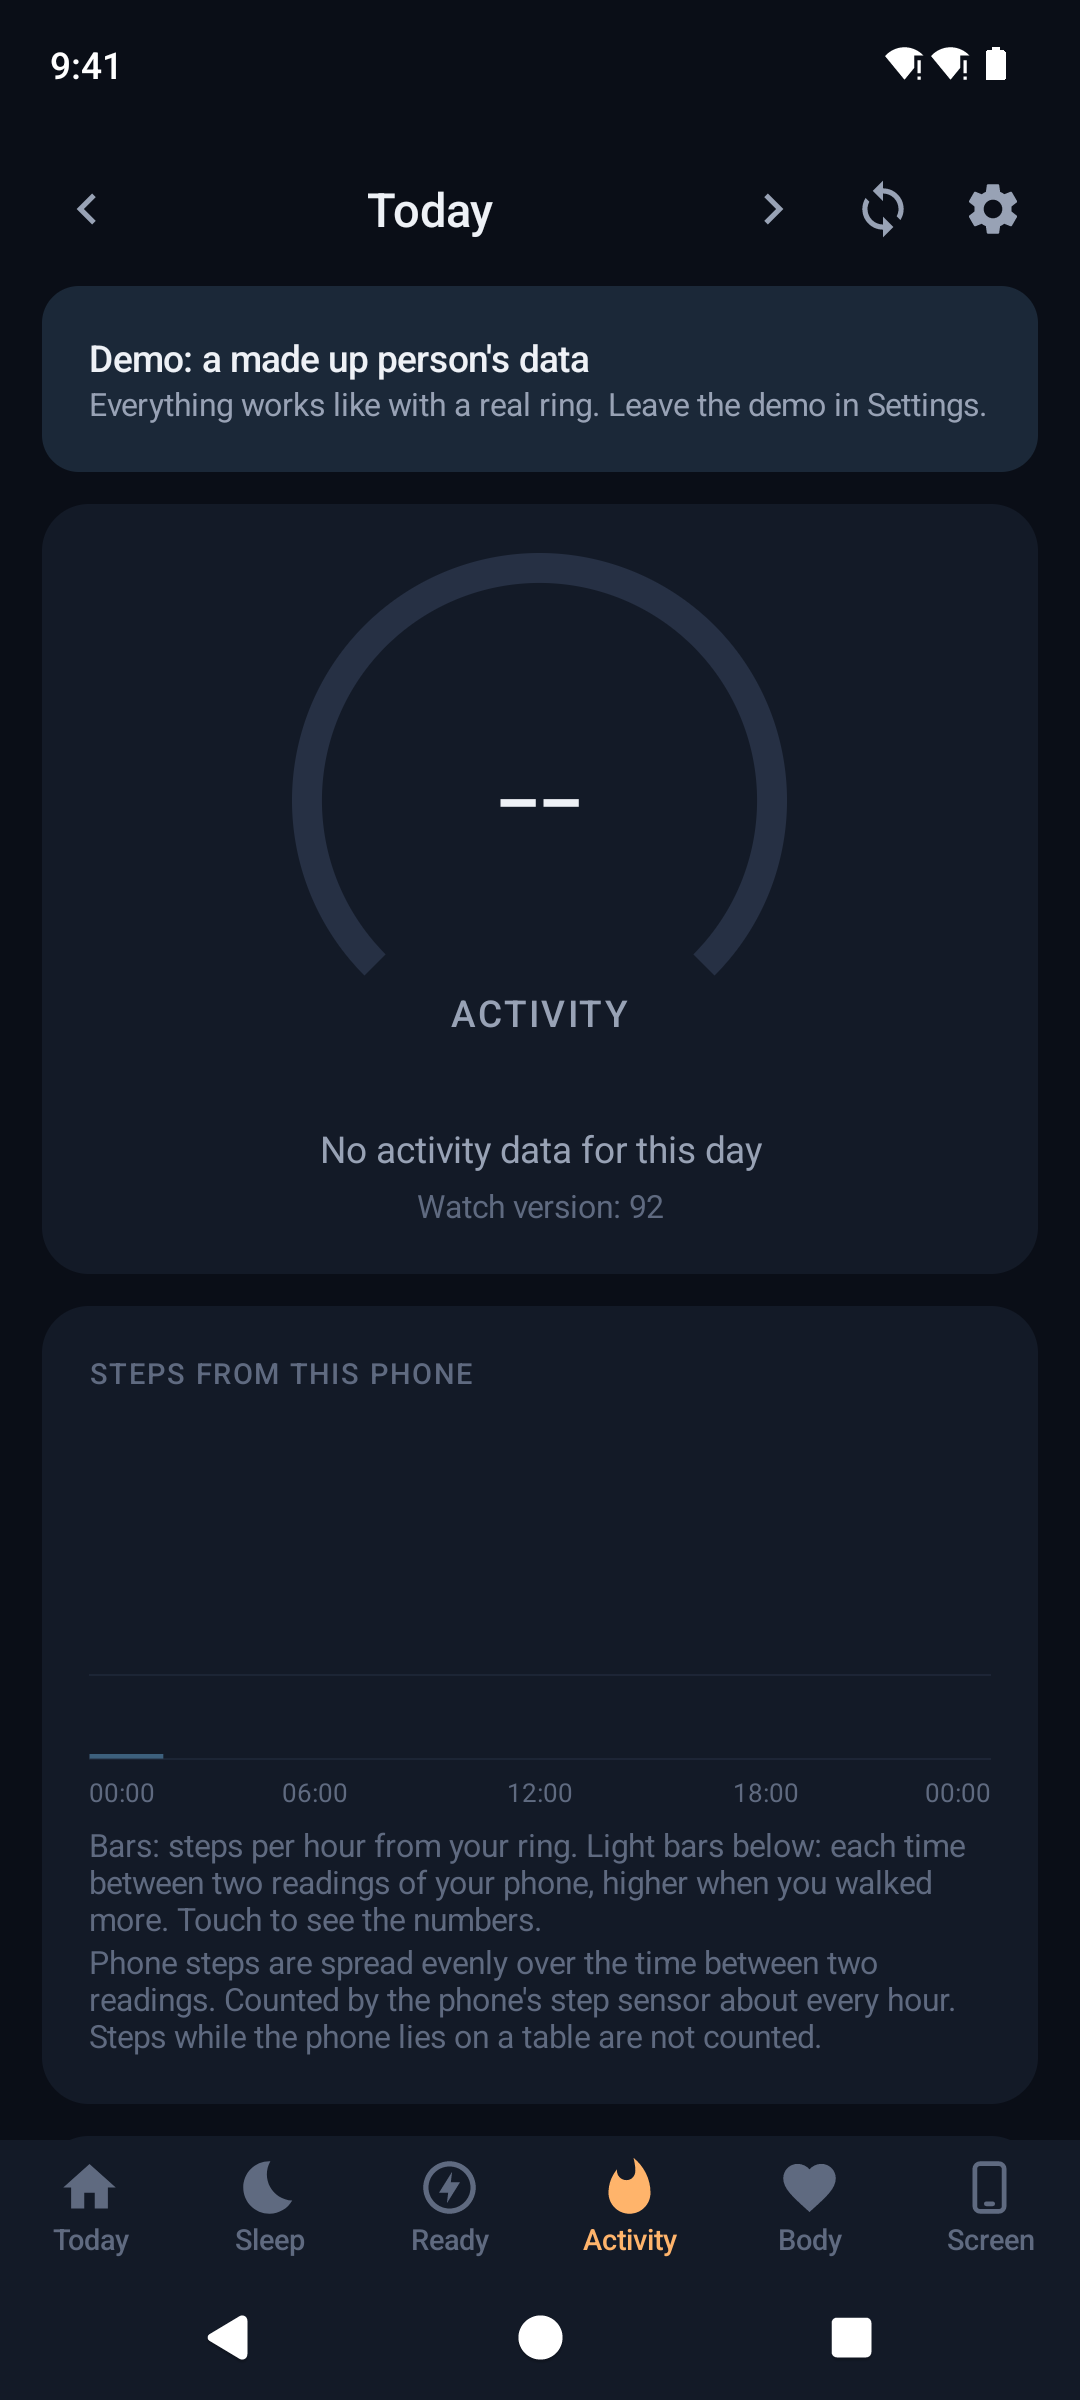 9:41
Today
Demo: a made up person's data
Everything works like with a real ring. Leave the demo in Settings.
--
ACTIVITY
No activity data for this day
Watch version: 92
STEPS FROM THIS PHONE
00:00 06:00 12:00 18:00 00:00
Bars: steps per hour from your ring. Light bars below: each time
between two readings of your phone, higher when you walked
more. Touch to see the numbers.
Phone steps are spread evenly over the time between two
readings. Counted by the phone's step sensor about every hour.
Steps while the phone lies on a table are not counted.
Today Sleep Ready Activity Body Screen